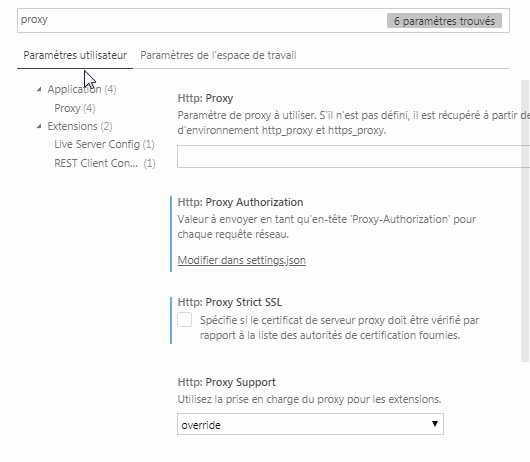 proxy
6 paramètres trouvés
Paramètres utilisateur
Paramètres de l'espace de travail
Application (4)
Proxy (4)
Extensions (2)
Live Server Config (1)
REST Client Con... (1)
Http: Proxy
Paramètre de proxy à utiliser. S'il n'est pas défini, il est récupéré à partir de
d'environnement http_proxy et https_proxy.
Http: Proxy Authorization
Valeur à envoyer en tant qu'en-tête 'Proxy-Authorization' pour
chaque requête réseau.
Modifier dans settings.json
Http: Proxy Strict SSL
Spécifie si le certificat de serveur proxy doit être vérifié par
rapport à la liste des autorités de certification fournies.
Http: Proxy Support
Utilisez la prise en charge du proxy pour les extensions.
override